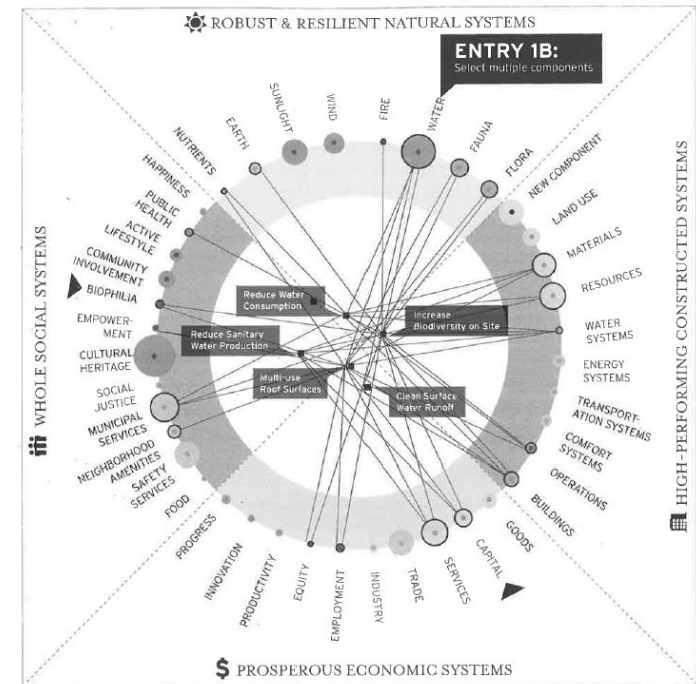 ROBUST & RESILIENT NATURAL SYSTEMS
ENTRY 1B:
Select mutiple components
NUTRIENTS
EARTH
SUNLIGHT
WIND
FIRE
WATER
FAUNA
FLORA
NEW COMPONENT
LAND USE
MATERIALS
RESOURCES
WATER
SYSTEMS
ENERGY
SYSTEMS
TRANSPORT-
ATION SYSTEMS
COMFORT
SYSTEMS
OPERATIONS
BUILDINGS
HIGH-PERFORMING CONSTRUCTED SYSTEMS
GOODS
CAPITAL
SERVICES
TRADE
INDUSTRY
EMPLOYMENT
EQUITY
PRODUCTIVITY
INNOVATION
PROGRESS
$ PROSPEROUS ECONOMIC SYSTEMS
FOOD
SAFETY
SERVICES
NEIGHBORHOOD
AMENITIES
MUNICIPAL
SERVICES
SOCIAL
JUSTICE
CULTURAL
HERITAGE
EMPOWER-
MENT
BIOPHILIA
COMMUNITY
INVOLVEMENT
ACTIVE
LIFESTYLE
PUBLIC
HEALTH
HAPPINESS
WHOLE SOCIAL SYSTEMS
Reduce Water
Consumption
Increase
Biodiversity on Site
Reduce Sanitary
Water Production
Multi-use
Roof Surfaces
Clean Surface
Water Runoff